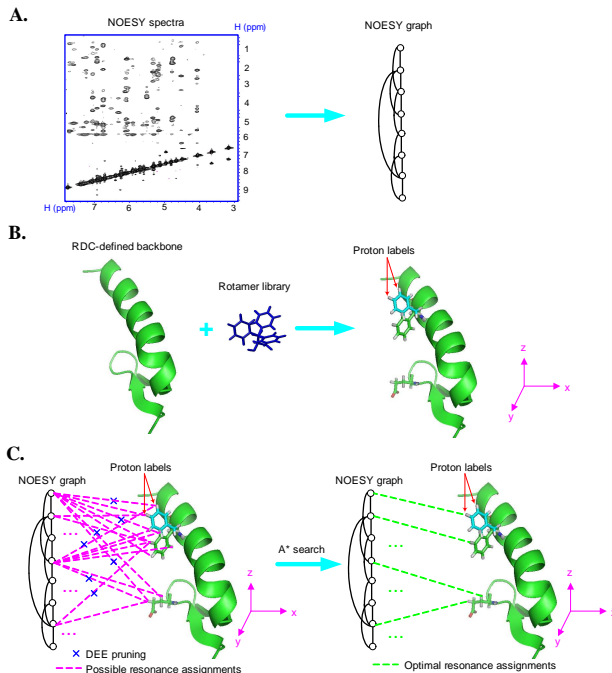 A.
NOESY spectra
H (ppm)
1
2
3
4
5
6
7
8
9
H (ppm)
7
6
5
4
3
NOESY graph
B.
RDC-defined backbone
+
Rotamer library
Proton labels
z
x
y
C.
NOESY graph
Proton labels
...
...
...
z
x
y
× DEE pruning
Possible resonance assignments
A* search
NOESY graph
Proton labels
...
...
...
z
x
y
Optimal resonance assignments